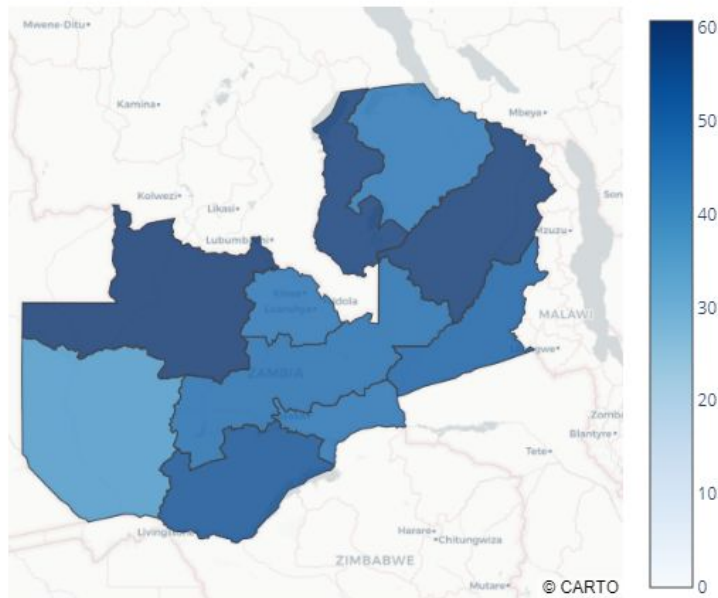 Mwene-Ditu
Kamina
Mbeya
Kolwezi
Likasi
Lubumbashi
Mzuzu
MALAWI
ZAMBIA
Tete
Blantyre
Livingstone
Harare
Chitungwiza
ZIMBABWE
Mutare
© CARTO
60
50
40
30
20
10
0